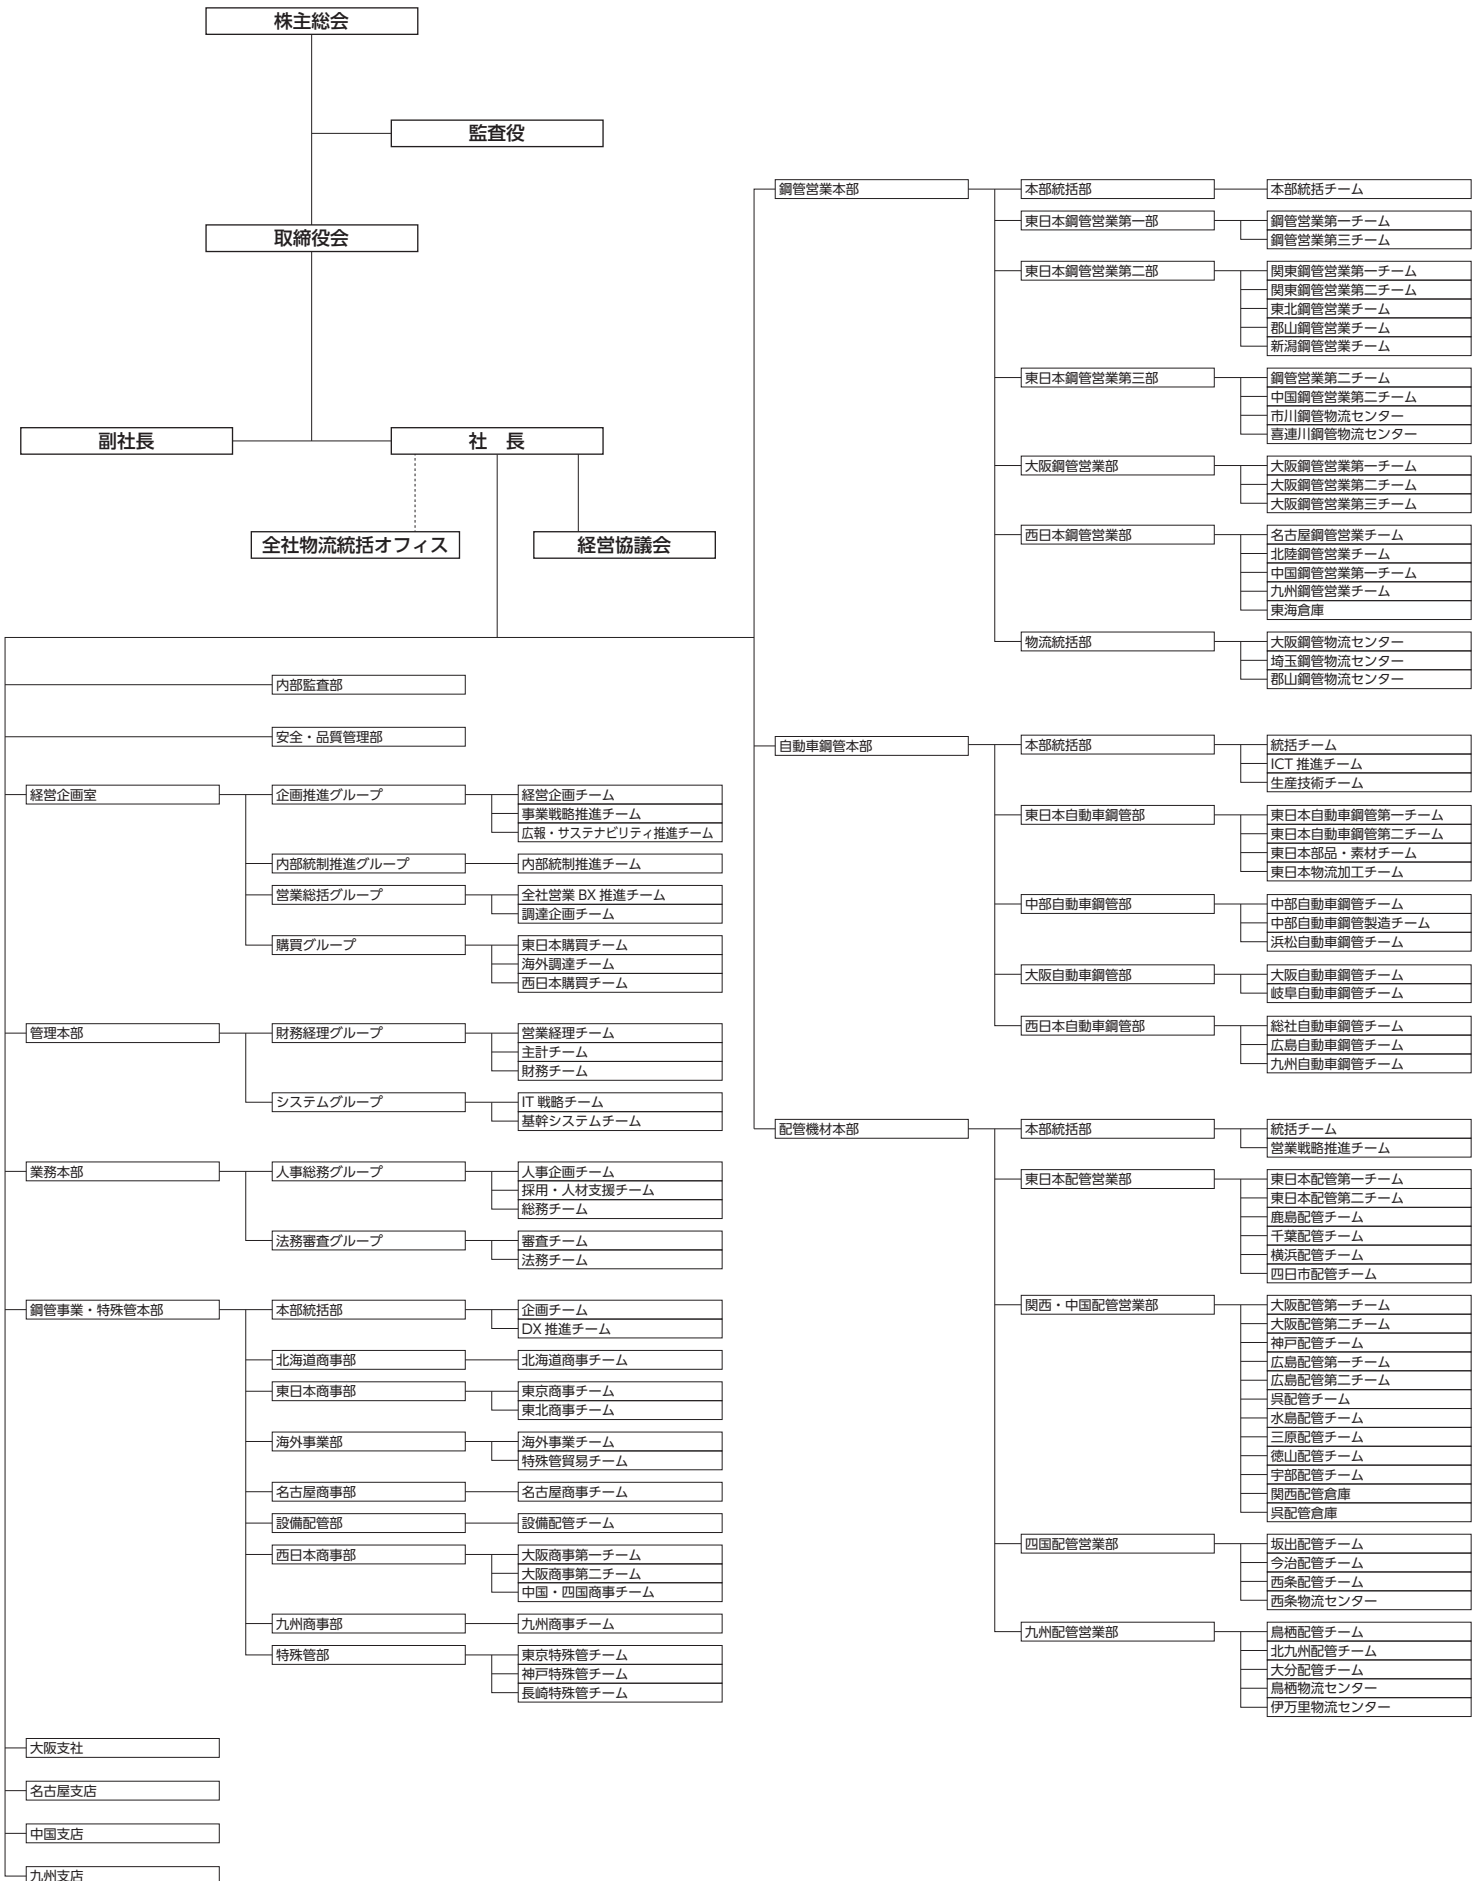 株主総会
監査役
取締役会
副社長
社　長
全社物流統括オフィス
経営協議会
内部監査部
安全・品質管理部
経営企画室
企画推進グループ
経営企画チーム
事業戦略推進チーム
広報・サステナビリティ推進チーム
内部統制推進グループ
内部統制推進チーム
営業総括グループ
全社営業 BX 推進チーム
調達企画チーム
購買グループ
東日本購買チーム
海外調達チーム
西日本購買チーム
管理本部
財務経理グループ
営業経理チーム
主計チーム
財務チーム
システムグループ
IT 戦略チーム
基幹システムチーム
業務本部
人事総務グループ
人事企画チーム
採用・人材支援チーム
総務チーム
法務審査グループ
審査チーム
法務チーム
鋼管事業・特殊管本部
本部統括部
企画チーム
DX 推進チーム
北海道商事部
北海道商事チーム
東日本商事部
東京商事チーム
東北商事チーム
海外事業部
海外事業チーム
特殊管貿易チーム
名古屋商事部
名古屋商事チーム
設備配管部
設備配管チーム
西日本商事部
大阪商事第一チーム
大阪商事第二チーム
中国・四国商事チーム
九州商事部
九州商事チーム
特殊管部
東京特殊管チーム
神戸特殊管チーム
長崎特殊管チーム
大阪支社
名古屋支店
中国支店
九州支店
鋼管営業本部
本部統括部
本部統括チーム
東日本鋼管営業第一部
鋼管営業第一チーム
鋼管営業第三チーム
東日本鋼管営業第二部
関東鋼管営業第一チーム
関東鋼管営業第二チーム
東北鋼管営業チーム
郡山鋼管営業チーム
新潟鋼管営業チーム
東日本鋼管営業第三部
鋼管営業第二チーム
中国鋼管営業第二チーム
市川鋼管物流センター
喜連川鋼管物流センター
大阪鋼管営業部
大阪鋼管営業第一チーム
大阪鋼管営業第二チーム
大阪鋼管営業第三チーム
西日本鋼管営業部
名古屋鋼管営業チーム
北陸鋼管営業チーム
中国鋼管営業第一チーム
九州鋼管営業チーム
東海倉庫
物流統括部
大阪鋼管物流センター
埼玉鋼管物流センター
郡山鋼管物流センター
自動車鋼管本部
本部統括部
統括チーム
ICT 推進チーム
生産技術チーム
東日本自動車鋼管部
東日本自動車鋼管第一チーム
東日本自動車鋼管第二チーム
東日本部品・素材チーム
東日本物流加工チーム
中部自動車鋼管部
中部自動車鋼管チーム
中部自動車鋼管製造チーム
浜松自動車鋼管チーム
大阪自動車鋼管部
大阪自動車鋼管チーム
岐阜自動車鋼管チーム
西日本自動車鋼管部
総社自動車鋼管チーム
広島自動車鋼管チーム
九州自動車鋼管チーム
配管機材本部
本部統括部
統括チーム
営業戦略推進チーム
東日本配管営業部
東日本配管第一チーム
東日本配管第二チーム
鹿島配管チーム
千葉配管チーム
横浜配管チーム
四日市配管チーム
関西・中国配管営業部
大阪配管第一チーム
大阪配管第二チーム
神戸配管チーム
広島配管第一チーム
広島配管第二チーム
呉配管チーム
水島配管チーム
三原配管チーム
徳山配管チーム
宇部配管チーム
関西配管倉庫
呉配管倉庫
四国配管営業部
坂出配管チーム
今治配管チーム
西条配管チーム
西条物流センター
九州配管営業部
鳥栖配管チーム
北九州配管チーム
大分配管チーム
鳥栖物流センター
伊万里物流センター